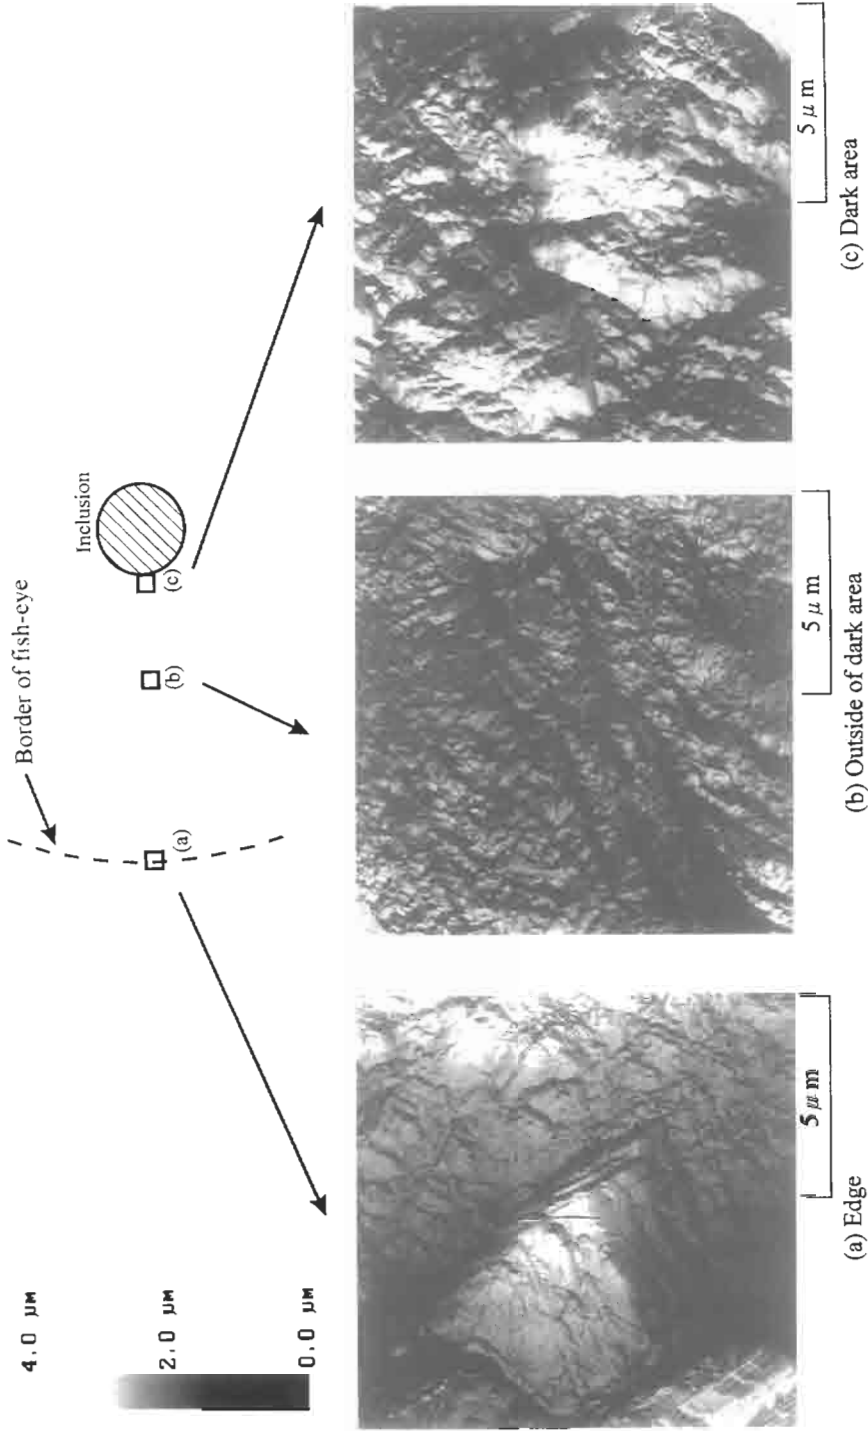 4.0 μM
2.0 μM
0.0 μM
Border of fish-eye
Inclusion
(a)
(b)
(c)
5 μm
(a) Edge
5 μm
(b) Outside of dark area
5 μm
(c) Dark area